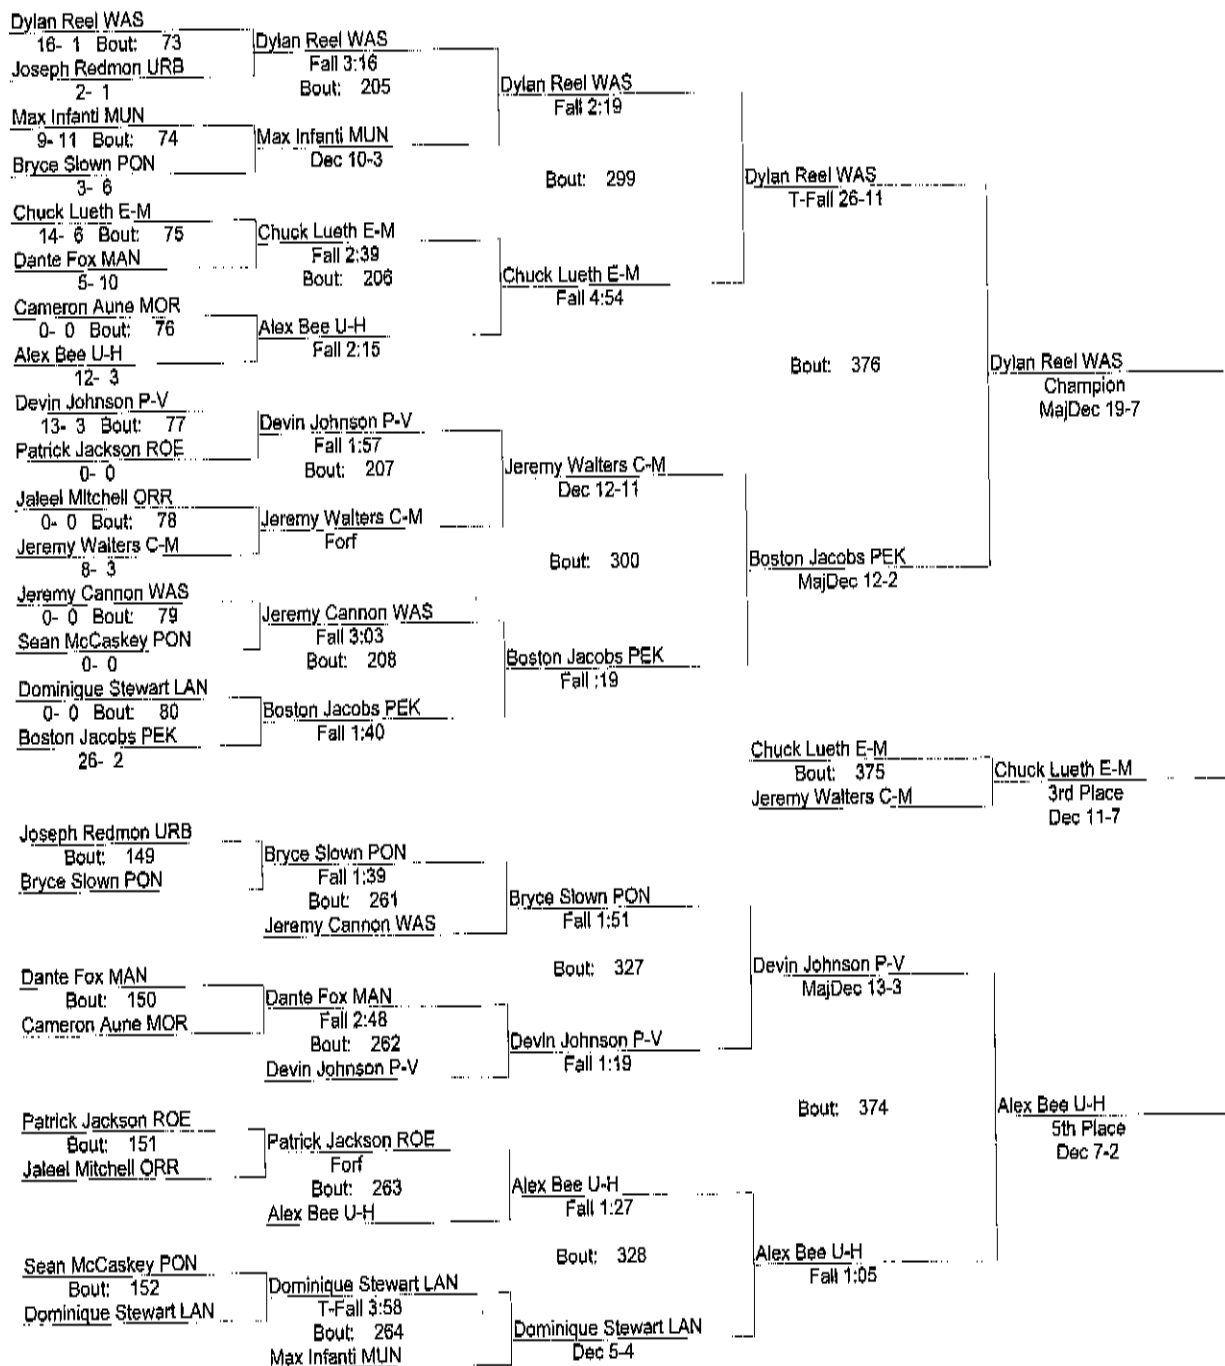 Dylan Reel WAS
16- 1 Bout: 73
Joseph Redmon URB
2- 1
Max Infanti MUN
9- 11 Bout: 74
Bryce Slown PON
3- 6
Chuck Lueth E-M
14- 6 Bout: 75
Dante Fox MAN
5- 10
Cameron Aune MOR
0- 0 Bout: 76
Alex Bee U-H
12- 3
Devin Johnson P-V
13- 3 Bout: 77
Patrick Jackson ROE
0- 0
Jaleel Mitchell ORR
0- 0 Bout: 78
Jeremy Walters C-M
8- 3
Jeremy Cannon WAS
0- 0 Bout: 79
Sean McCaskey PON
0- 0
Dominique Stewart LAN
0- 0 Bout: 80
Boston Jacobs PEK
26- 2
Dylan Reel WAS
Fall 3:16
Bout: 205
Max Infanti MUN
Dec 10-3
Chuck Lueth E-M
Fall 2:39
Bout: 206
Alex Bee U-H
Fall 2:15
Devin Johnson P-V
Fall 1:57
Bout: 207
Jeremy Walters C-M
Forf
Jeremy Cannon WAS
Fall 3:03
Bout: 208
Boston Jacobs PEK
Fall 1:40
Dylan Reel WAS
Fall 2:19
Bout: 299
Chuck Lueth E-M
Fall 4:54
Jeremy Walters C-M
Dec 12-11
Bout: 300
Boston Jacobs PEK
Fall :19
Dylan Reel WAS
T-Fall 26-11
Bout: 376
Boston Jacobs PEK
MajDec 12-2
Dylan Reel WAS
Champion
MajDec 19-7
Chuck Lueth E-M
Bout: 375
Jeremy Walters C-M
Chuck Lueth E-M
3rd Place
Dec 11-7
Joseph Redmon URB
Bout: 149
Bryce Slown PON
Dante Fox MAN
Bout: 150
Cameron Aune MOR
Patrick Jackson ROE
Bout: 151
Jaleel Mitchell ORR
Sean McCaskey PON
Bout: 152
Dominique Stewart LAN
Bryce Slown PON
Fall 1:39
Bout: 261
Jeremy Cannon WAS
Dante Fox MAN
Fall 2:48
Bout: 262
Devin Johnson P-V
Patrick Jackson ROE
Forf
Bout: 263
Alex Bee U-H
Dominique Stewart LAN
T-Fall 3:58
Bout: 264
Max Infanti MUN
Bryce Slown PON
Fall 1:51
Bout: 327
Devin Johnson P-V
Fall 1:19
Alex Bee U-H
Fall 1:27
Bout: 328
Dominique Stewart LAN
Dec 5-4
Devin Johnson P-V
MajDec 13-3
Bout: 374
Alex Bee U-H
Fall 1:05
Alex Bee U-H
5th Place
Dec 7-2